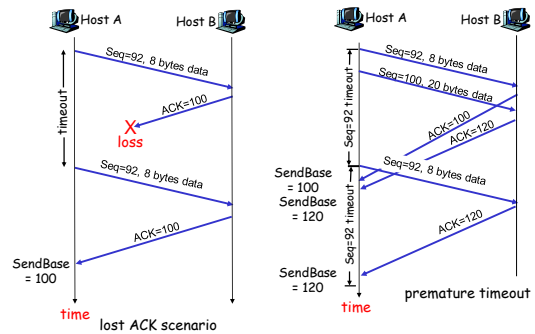 Host A
Host B
Seq=92, 8 bytes data
timeout
ACK=100
X
loss
Seq=92, 8 bytes data
ACK=100
SendBase
= 100
time
lost ACK scenario
Host A
Host B
Seq=92, 8 bytes data
Seq=100, 20 bytes data
Seq=92 timeout
ACK=100
ACK=120
Seq=92, 8 bytes data
SendBase
= 100
SendBase
= 120
Seq=92 timeout
ACK=120
SendBase
= 120
time
premature timeout